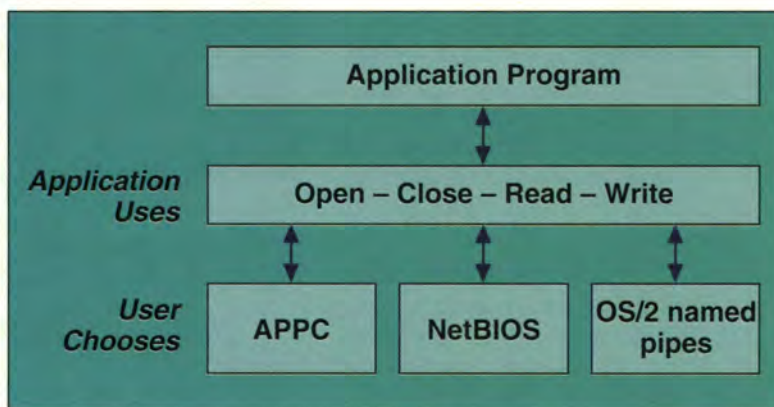 Application Program
Application
Uses
Open – Close – Read – Write
User
Chooses
APPC
NetBIOS
OS/2 named
pipes